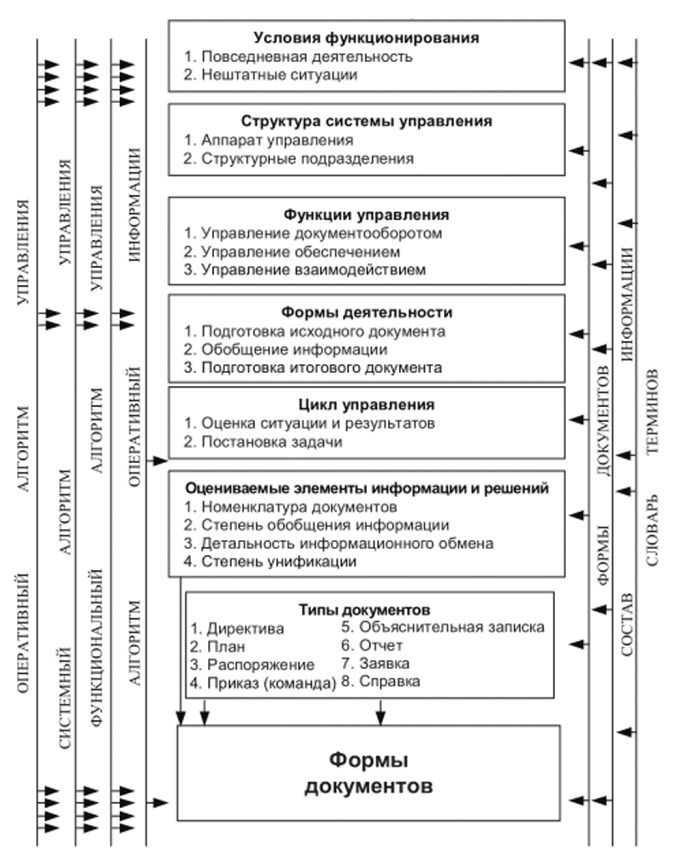 Условия функционирования
1. Повседневная деятельность
2. Нештатные ситуации
Структура системы управления
1. Аппарат управления
2. Структурные подразделения
Функции управления
1. Управление документооборотом
2. Управление обеспечением
3. Управление взаимодействием
Формы деятельности
1. Подготовка исходного документа
2. Обобщение информации
3. Подготовка итогового документа
Цикл управления
1. Оценка ситуации и результатов
2. Постановка задачи
Оцениваемые элементы информации и решений
1. Номенклатура документов
2. Степень обобщения информации
3. Детальность информационного обмена
4. Степень унификации
Типы документов
1. Директива
2. План
3. Распоряжение
4. Приказ (команда)
5. Объяснительная записка
6. Отчет
7. Заявка
8. Справка
Формы
документов
ОПЕРАТИВНЫЙ АЛГОРИТМ УПРАВЛЕНИЯ
СИСТЕМНЫЙ АЛГОРИТМ УПРАВЛЕНИЯ
ФУНКЦИОНАЛЬНЫЙ АЛГОРИТМ УПРАВЛЕНИЯ
АЛГОРИТМ ОПЕРАТИВНЫЙ ИНФОРМАЦИИ
ФОРМЫ ДОКУМЕНТОВ
СОСТАВ ИНФОРМАЦИИ
СЛОВАРЬ ТЕРМИНОВ